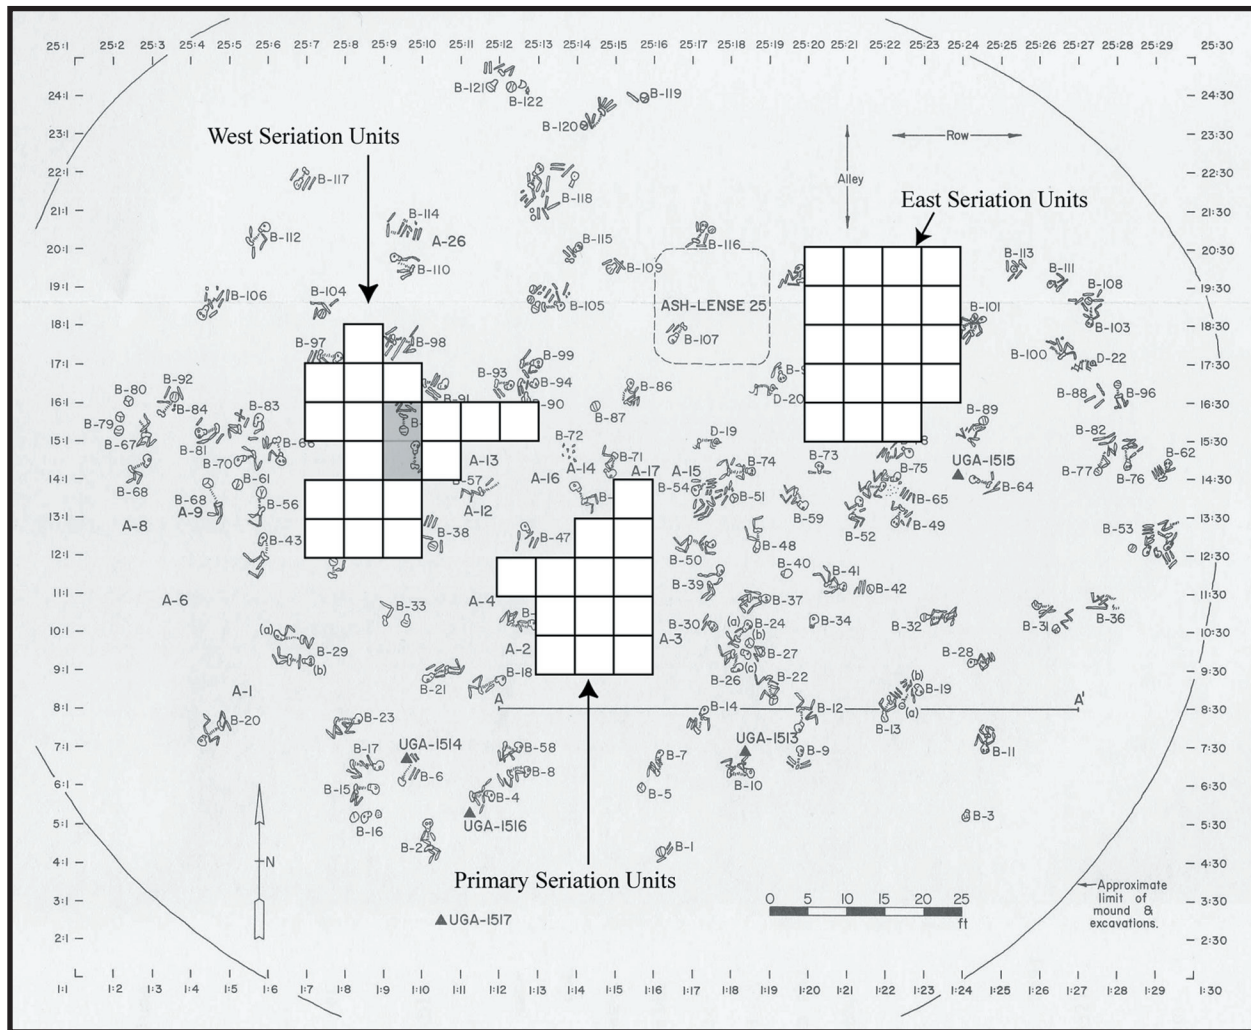 25:1 25:2 25:3 25:4 25:5 25:6 25:7 25:8 25:9 25:10 25:11 25:12 25:13 25:14 25:15 25:16 25:17 25:18 25:19 25:20 25:21 25:22 25:23 25:24 25:25 25:26 25:27 25:28 25:29 25:30
24:1 B-121 B-122 B-119 24:30
23:1 B-120 Row 23:30
West Seriation Units
22:1 B-117 B-118 Alley 22:30
East Seriation Units
21:1 B-114 A-26 21:30
B-112 B-115 B-116
20:1 B-110 B-109 B-113 B-111 20:30
19:1 B-106 B-104 B-105 ASH-LENSE 25 B-108 19:30
18:1 B-107 B-101 B-103 18:30
B-97 B-98 B-99 B-100 D-22
17:1 B-93 B-94 17:30
B-80 B-92 B-91 B-90 B-86 D-20 B-88 B-96
16:1 B-84 B-83 B-87 B-89 16:30
B-79 B-67 B-81 B-72 D-19 B-82
15:1 B-70 A-13 A-14 B-71 A-17 A-15 B-74 B-73 B-75 UGA-1515 B-62 15:30
14:1 B-68 B-68 B-61 B-57 A-16 B-54 B-51 B-65 B-64 B-77 B-76 14:30
A-9 B-56 A-12 B-59
13:1 A-8 B-43 B-38 B-47 B-48 B-52 B-49 B-53 13:30
12:1 B-50 B-40 B-41 12:30
11:1 A-6 A-4 B-39 B-37 B-42 11:30
B-33 B-30 B-24 B-34 B-32 B-31 B-36
10:1 (a) B-29 (b) A-2 A-3 (a) (b) B-27 (c) B-28 10:30
9:1 B-21 B-18 B-26 B-22 (b) B-19 9:30
A-1 A B-14 B-12 (a) A'
8:1 B-20 B-23 B-13 8:30
7:1 B-17 UGA-1514 B-58 B-7 UGA-1513 B-9 B-11 7:30
6:1 B-15 B-6 B-8 B-5 B-10 6:30
B-4
5:1 B-16 UGA-1516 B-3 5:30
B-2 B-1
4:1 N 4:30
Primary Seriation Units
3:1 UGA-1517 0 5 10 15 20 25 3:30
ft
Approximate
limit of
mound &
excavations.
2:1 2:30
1:1 1:2 1:3 1:4 1:5 1:6 1:7 1:8 1:9 1:10 1:11 1:12 1:13 1:14 1:15 1:16 1:17 1:18 1:19 1:20 1:21 1:22 1:23 1:24 1:25 1:26 1:27 1:28 1:29 1:30